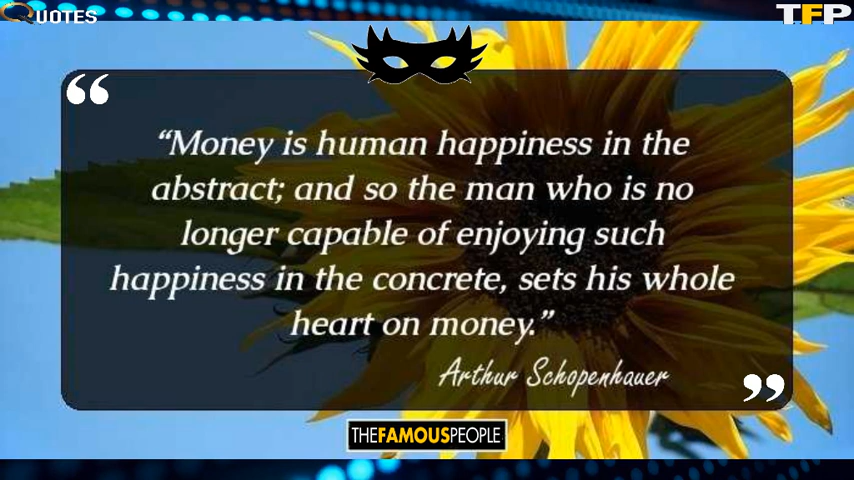 QUOTES
TFP
“
“Money is human happiness in the
abstract; and so the man who is no
longer capable of enjoying such
happiness in the concrete, sets his whole
heart on money.”
Arthur Schopenhauer
”
THEFAMOUSPEOPLE